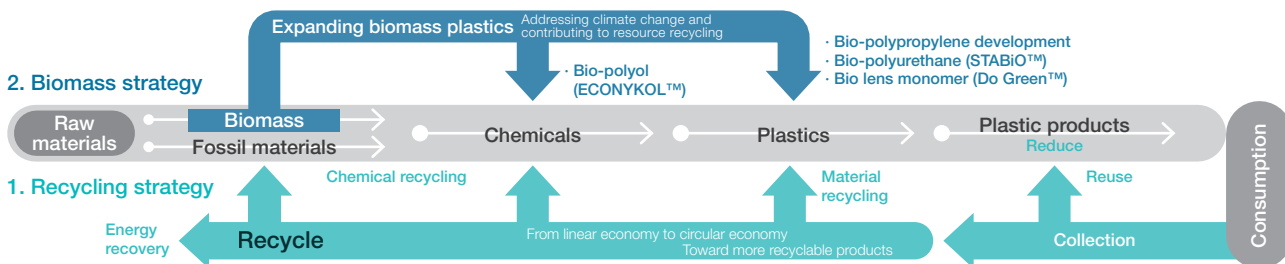 Expanding biomass plastics
Addressing climate change and
contributing to resource recycling
· Bio-polypropylene development
· Bio-polyurethane (STABiO™)
· Bio lens monomer (Do Green™)
· Bio-polyol
(ECONYKOL™)
2. Biomass strategy
Raw
materials
Biomass
Fossil materials
Chemicals
Plastics
Plastic products
Reduce
Consumption
1. Recycling strategy
Chemical recycling
Material
recycling
Reuse
Energy
recovery
Recycle
From linear economy to circular economy
Toward more recyclable products
Collection